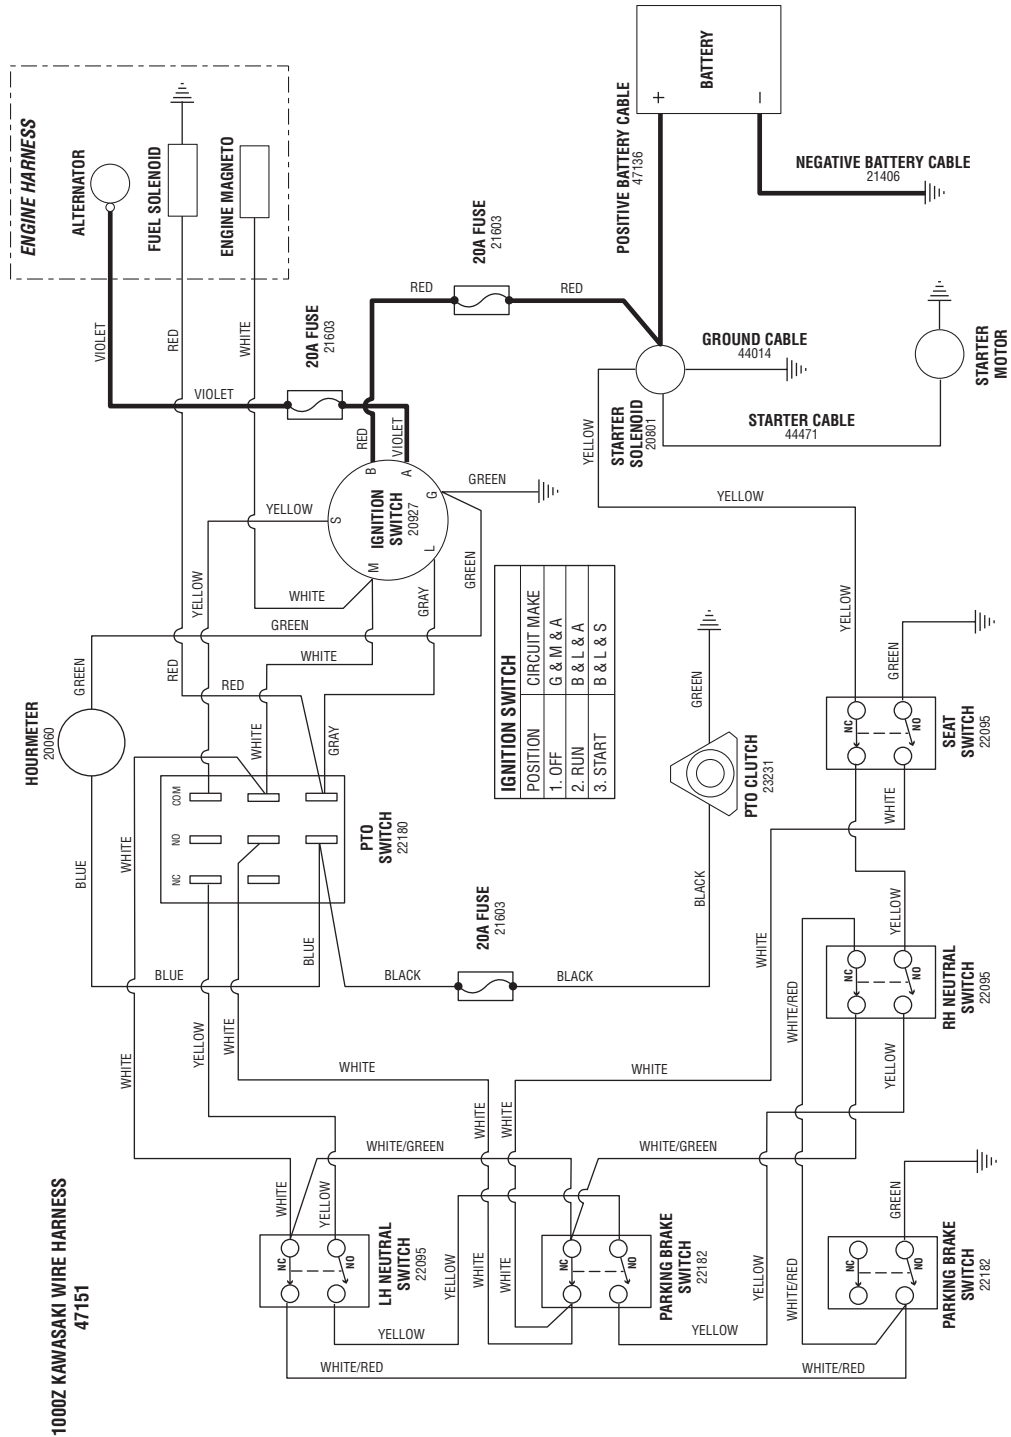 1000Z KAWASAKI WIRE HARNESS
47151
ENGINE HARNESS
ALTERNATOR
FUEL SOLENOID
ENGINE MAGNETO
VIOLET
RED
WHITE
20A FUSE
21603
VIOLET
RED
VIOLET
RED
20A FUSE
21603
RED
BATTERY
+
–
POSITIVE BATTERY CABLE
47136
NEGATIVE BATTERY CABLE
21406
GROUND CABLE
44014
STARTER
SOLENOID
20801
STARTER CABLE
44471
STARTER
MOTOR
YELLOW
YELLOW
YELLOW
IGNITION
SWITCH
20927
B
A
G
L
M
S
GREEN
GREEN
GRAY
YELLOW
YELLOW
WHITE
GREEN
WHITE
RED
RED
GREEN
WHITE
GRAY
HOURMETER
20060
BLUE
WHITE
BLUE
BLUE
PTO
SWITCH
22180
COM
NO
NC
IGNITION SWITCH
POSITION CIRCUIT MAKE
1. OFF G & M & A
2. RUN B & L & A
3. START B & L & S
GREEN
PTO CLUTCH
23231
BLACK
20A FUSE
21603
BLACK
BLACK
GREEN
NC
NO
SEAT
SWITCH
22095
WHITE
WHITE
YELLOW
NC
NO
RH NEUTRAL
SWITCH
22095
WHITE/RED
YELLOW
WHITE
YELLOW
WHITE
WHITE
WHITE
WHITE
WHITE
WHITE/GREEN
WHITE/GREEN
WHITE
YELLOW
NC
NO
LH NEUTRAL
SWITCH
22095
YELLOW
WHITE
WHITE
NC
NO
PARKING BRAKE
SWITCH
22182
YELLOW
WHITE/RED
GREEN
NC
NO
PARKING BRAKE
SWITCH
22182
YELLOW
YELLOW
WHITE/RED
WHITE/RED